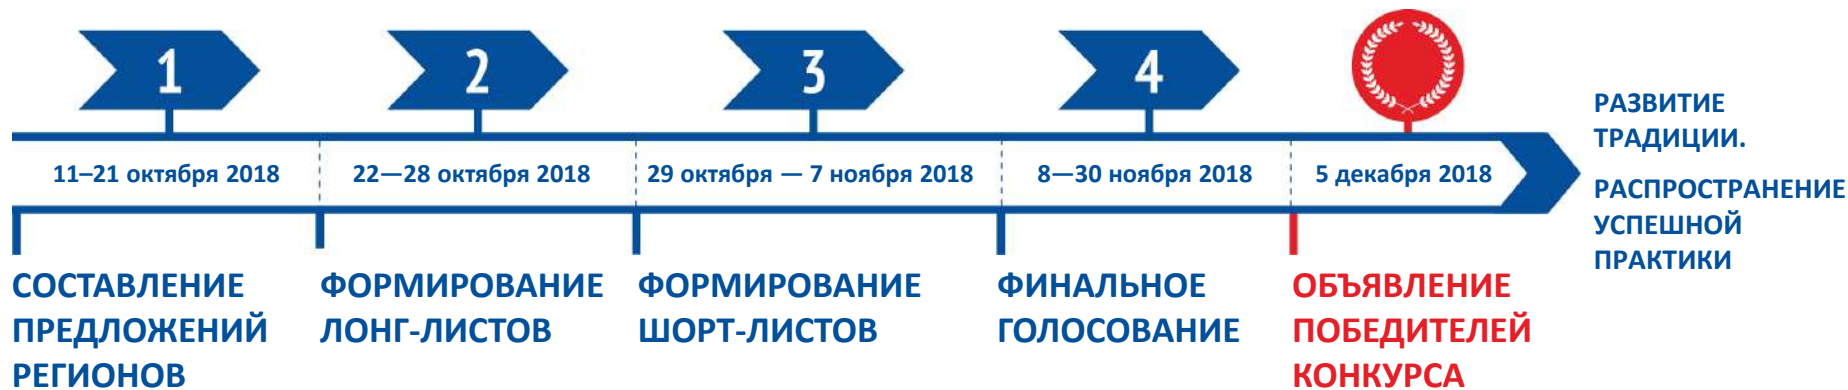 1
2
3
4
11–21 октября 2018
22—28 октября 2018
29 октября — 7 ноября 2018
8—30 ноября 2018
5 декабря 2018
СОСТАВЛЕНИЕ
ПРЕДЛОЖЕНИЙ
РЕГИОНОВ
ФОРМИРОВАНИЕ
ЛОНГ-ЛИСТОВ
ФОРМИРОВАНИЕ
ШОРТ-ЛИСТОВ
ФИНАЛЬНОЕ
ГОЛОСОВАНИЕ
ОБЪЯВЛЕНИЕ
ПОБЕДИТЕЛЕЙ
КОНКУРСА
РАЗВИТИЕ
ТРАДИЦИИ.
РАСПРОСТРАНЕНИЕ
УСПЕШНОЙ
ПРАКТИКИ